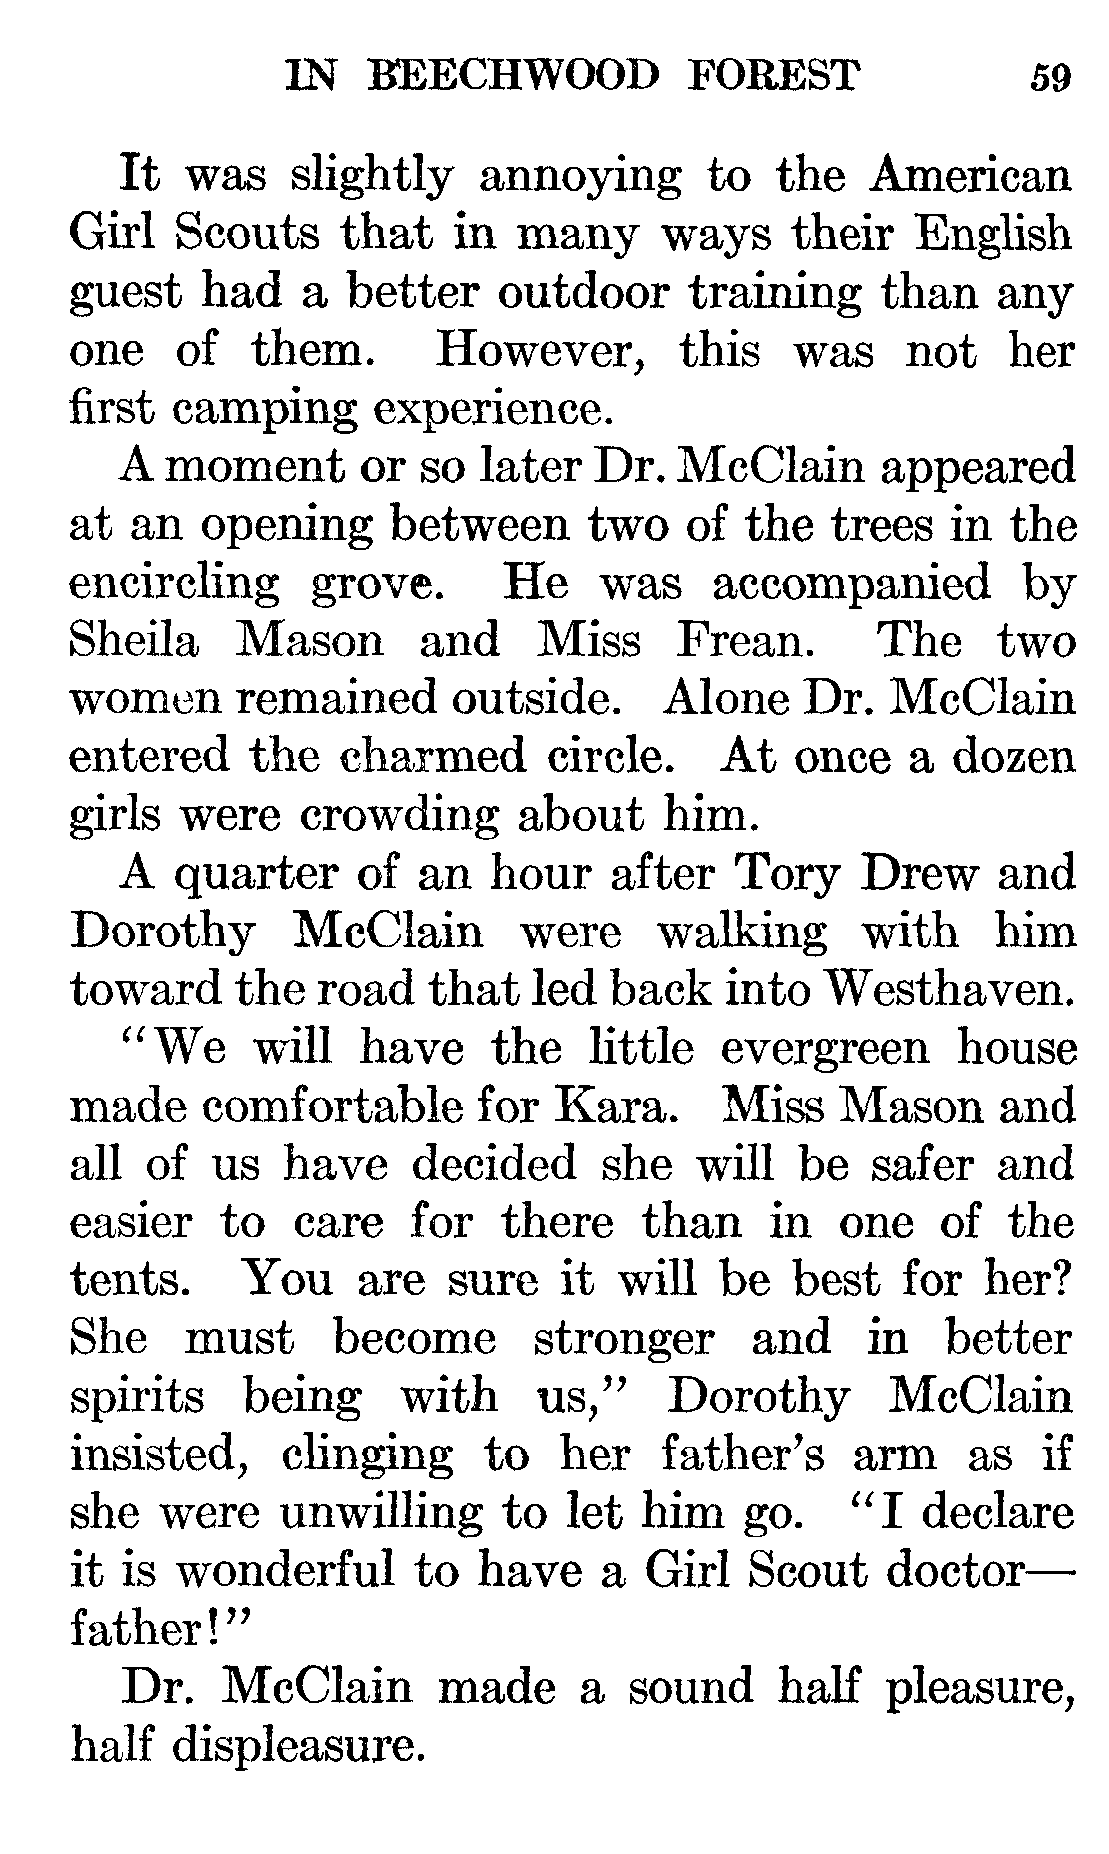 IN BEECHWOOD FOREST 59
It was slightly annoying to the American
Girl Scouts that in many ways their English
guest had a better outdoor training than any
one of them. However, this was not her
first camping experience.
A moment or so later Dr. McClain appeared
at an opening between two of the trees in the
encircling grove. He was accompanied by
Sheila Mason and Miss Frean. The two
women remained outside. Alone Dr. McClain
entered the charmed circle. At once a dozen
girls were crowding about him.
A quarter of an hour after Tory Drew and
Dorothy McClain were walking with him
toward the road that led back into Westhaven.
“We will have the little evergreen house
made comfortable for Kara. Miss Mason and
all of us have decided she will be safer and
easier to care for there than in one of the
tents. You are sure it will be best for her?
She must become stronger and in better
spirits being with us,” Dorothy McClain
insisted, clinging to her father’s arm as if
she were unwilling to let him go. “I declare
it is wonderful to have a Girl Scout doctor—
father!”
Dr. McClain made a sound half pleasure,
half displeasure.